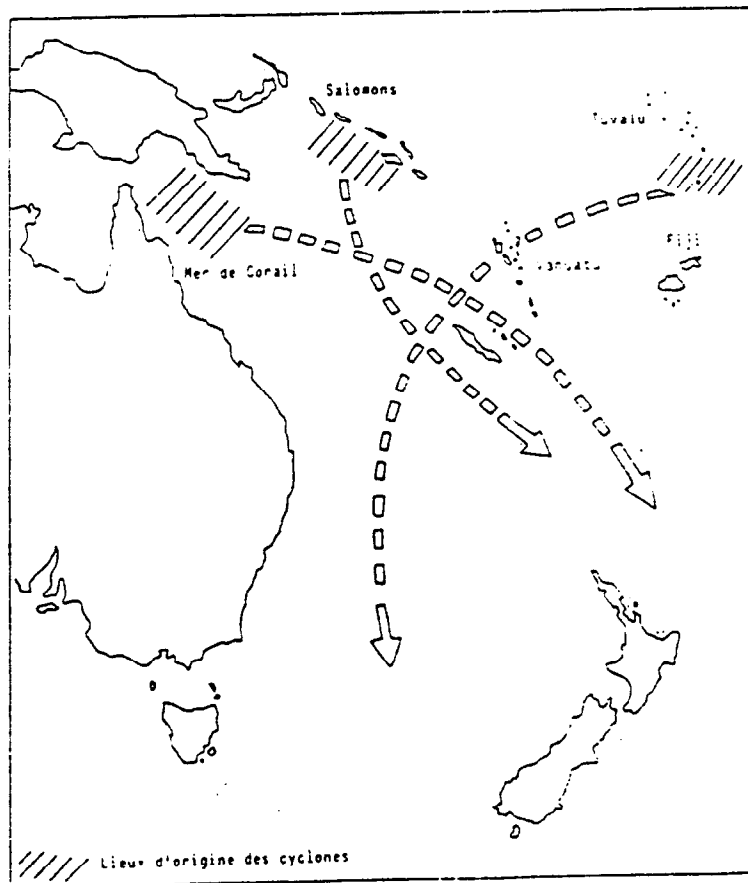 Salomons
Tuvalu
Fiji
Vanuatu
Mer de Corail
Lieux d'origine des cyclones